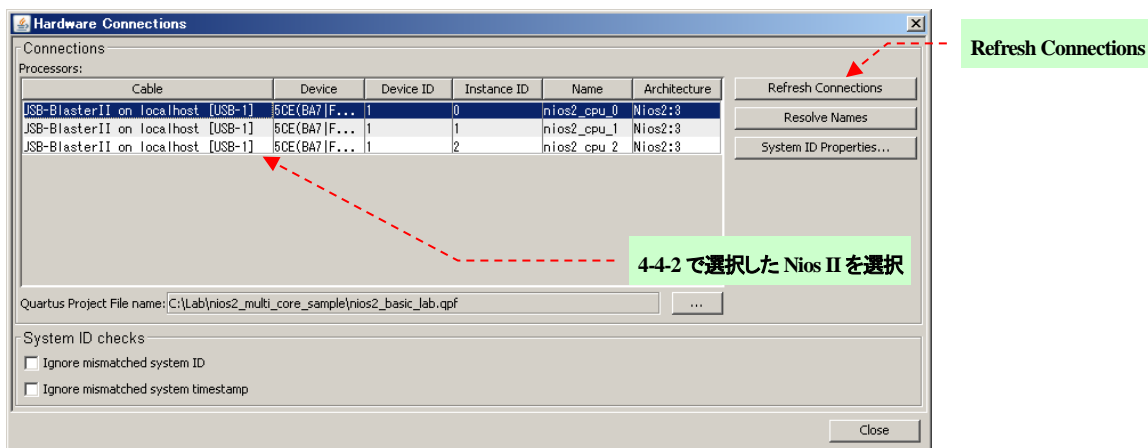 Hardware Connections
Refresh Connections
Connections
Processors:
Cable Device Device ID Instance ID Name Architecture
JSB-BlasterII on localhost [USB-1] 5CE(BA7|F... 1 0 nios2_cpu_0 Nios2:3
JSB-BlasterII on localhost [USB-1] 5CE(BA7|F... 1 1 nios2_cpu_1 Nios2:3
JSB-BlasterII on localhost [USB-1] 5CE(BA7|F... 1 2 nios2_cpu_2 Nios2:3
Refresh Connections
Resolve Names
System ID Properties...
4-4-2 で選択した Nios II を選択
Quartus Project File name: C:\Lab\nios2_multi_core_sample\nios2_basic_lab.qpf ...
System ID checks
Ignore mismatched system ID
Ignore mismatched system timestamp
Close